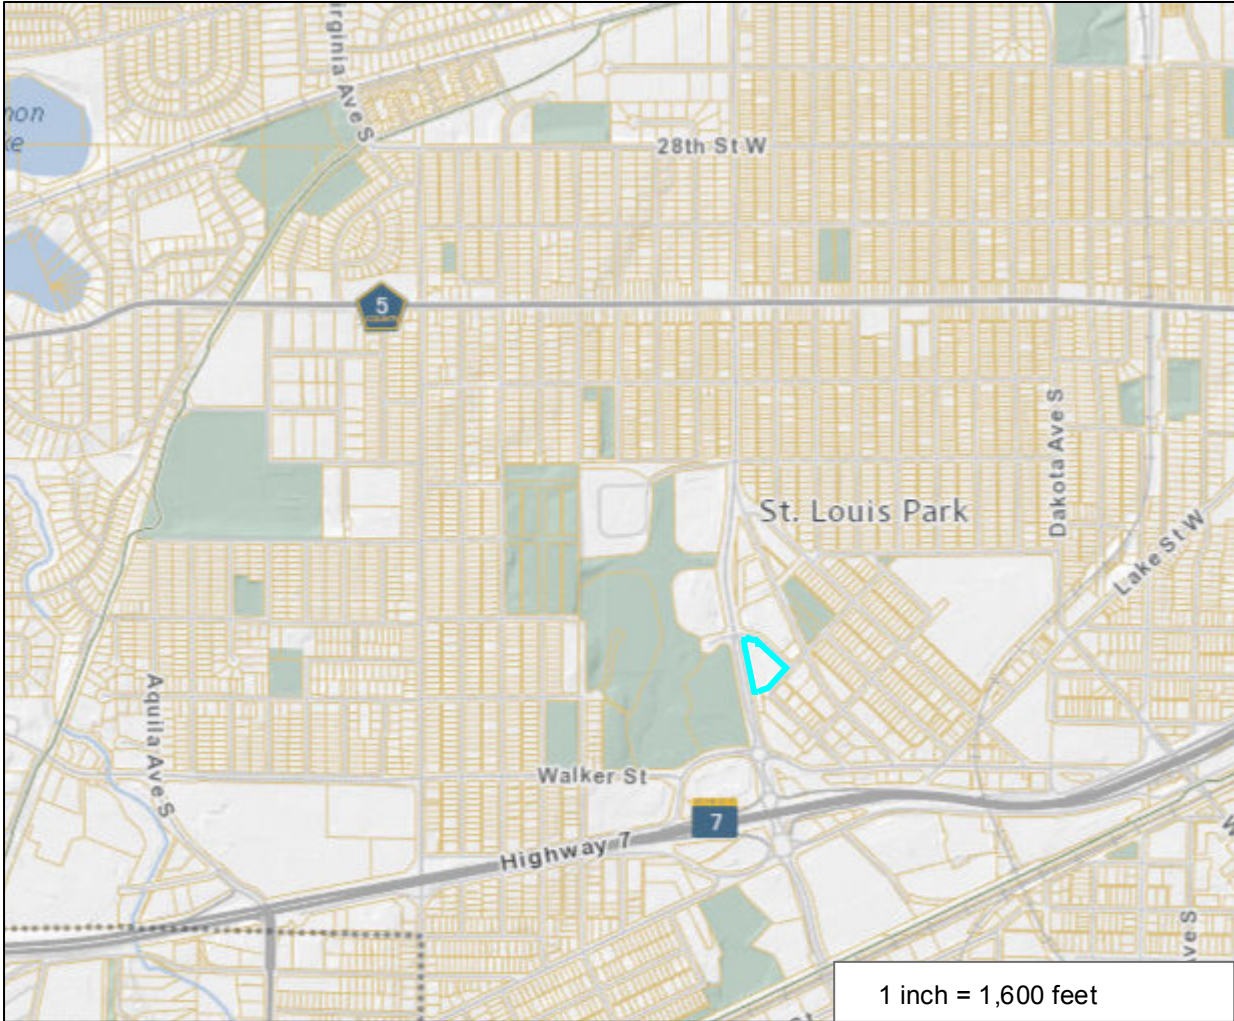 28th St W
5
Dakota Ave S
St. Louis Park
Lake St W
Aquila Ave S
Walker St
7
Highway 7
Ave S
1 inch = 1,600 feet